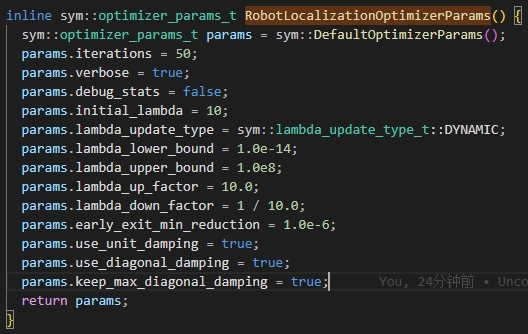 inline sym::optimizer_params_t RobotLocalizationOptimizerParams() {
  sym::optimizer_params_t params = sym::DefaultOptimizerParams();
  params.iterations = 50;
  params.verbose = true;
  params.debug_stats = false;
  params.initial_lambda = 10;
  params.lambda_update_type = sym::lambda_update_type_t::DYNAMIC;
  params.lambda_lower_bound = 1.0e-14;
  params.lambda_upper_bound = 1.0e8;
  params.lambda_up_factor = 10.0;
  params.lambda_down_factor = 1 / 10.0;
  params.early_exit_min_reduction = 1.0e-6;
  params.use_unit_damping = true;
  params.use_diagonal_damping = true;
  params.keep_max_diagonal_damping = true; You, 24分钟前 • Unco
  return params;
}